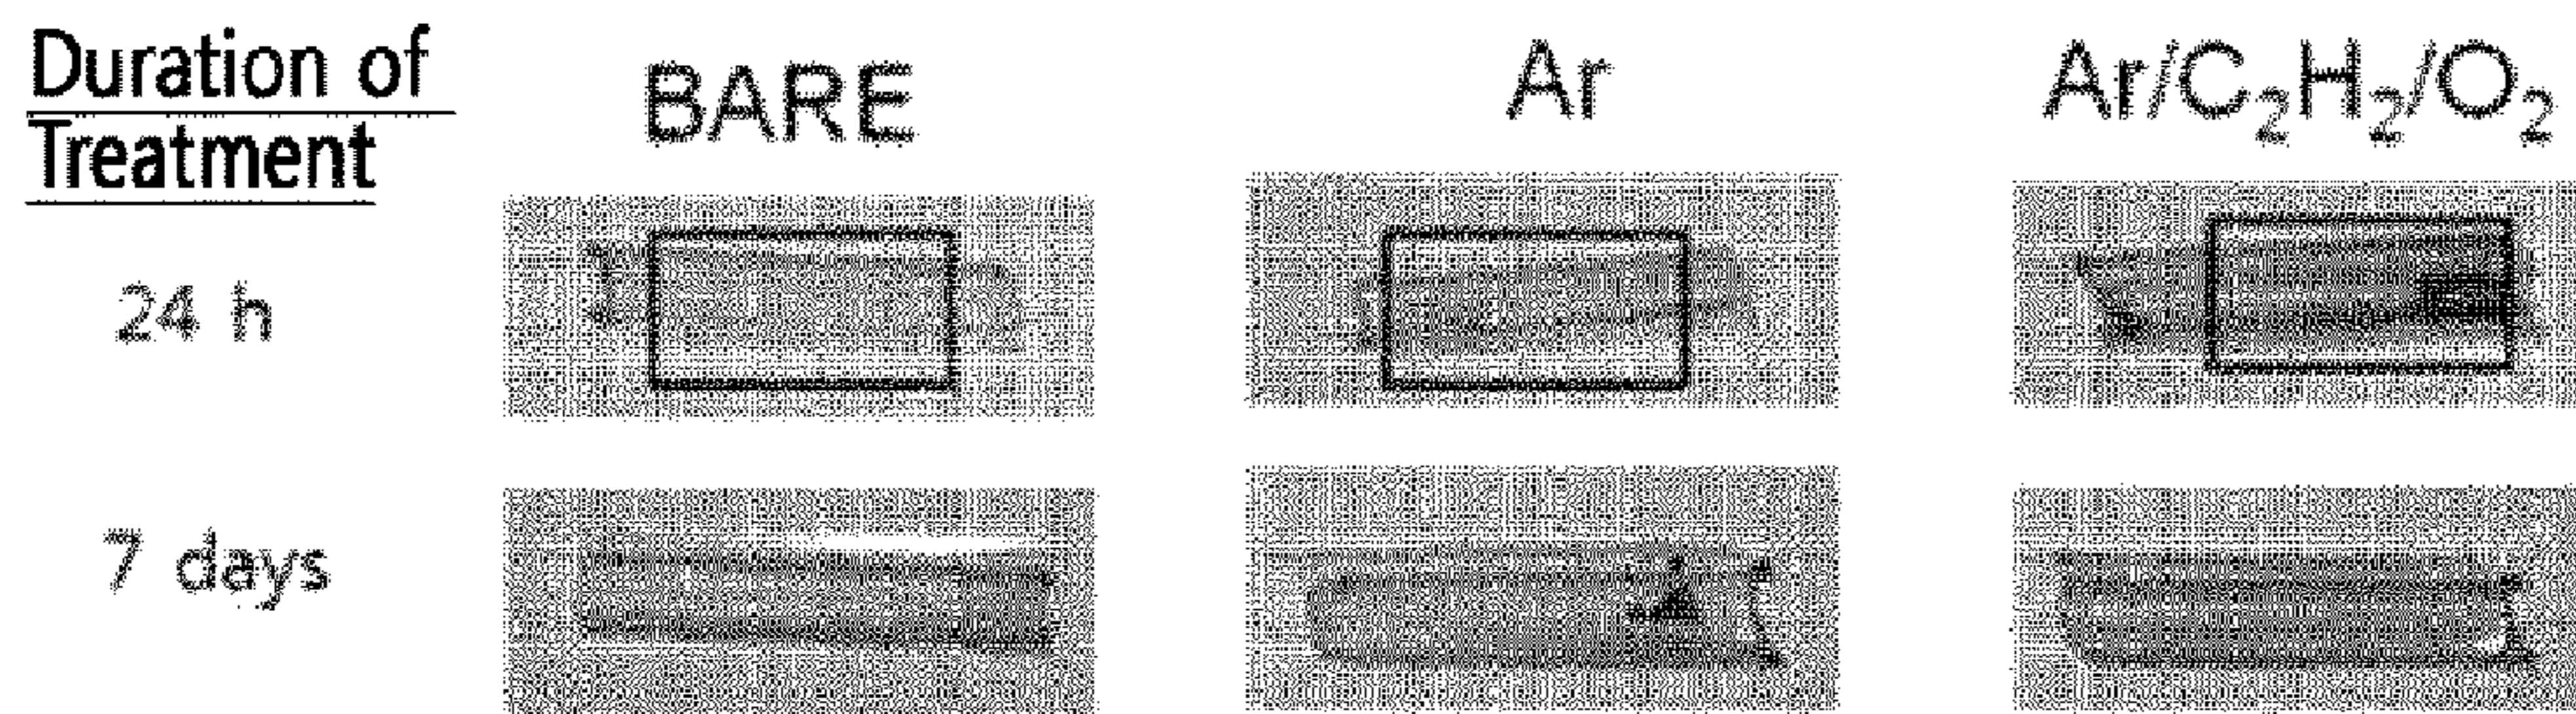 Duration of
Treatment
BARE
Ar
Ar/C₂H₂/O₂
24 h
7 days